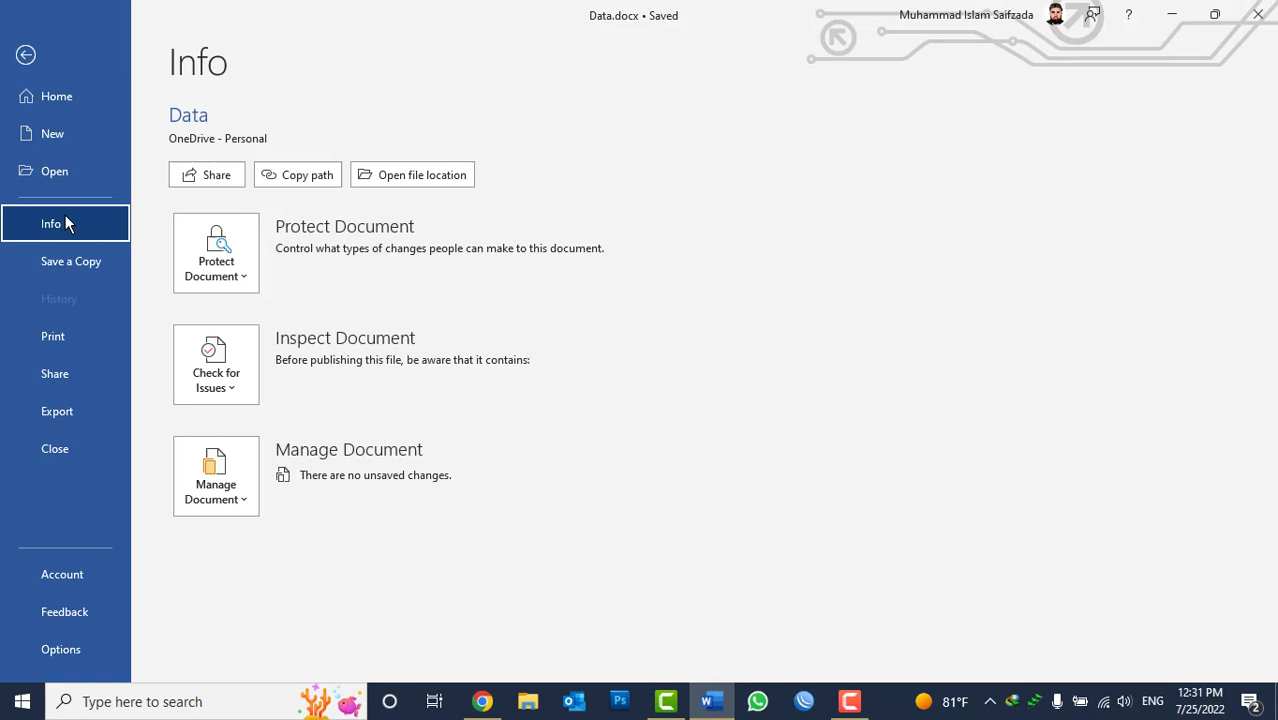 Data.docx • Saved
Muhammad Islam Saifzada
?
Home
New
Open
Info
Save a Copy
History
Print
Share
Export
Close
Account
Feedback
Options
Info
Data
OneDrive - Personal
Share
Copy path
Open file location
Protect
Document
Protect Document
Control what types of changes people can make to this document.
Check for
Issues
Inspect Document
Before publishing this file, be aware that it contains:
Manage
Document
Manage Document
There are no unsaved changes.
Type here to search
Ps
81°F
ENG
12:31 PM
7/25/2022
2